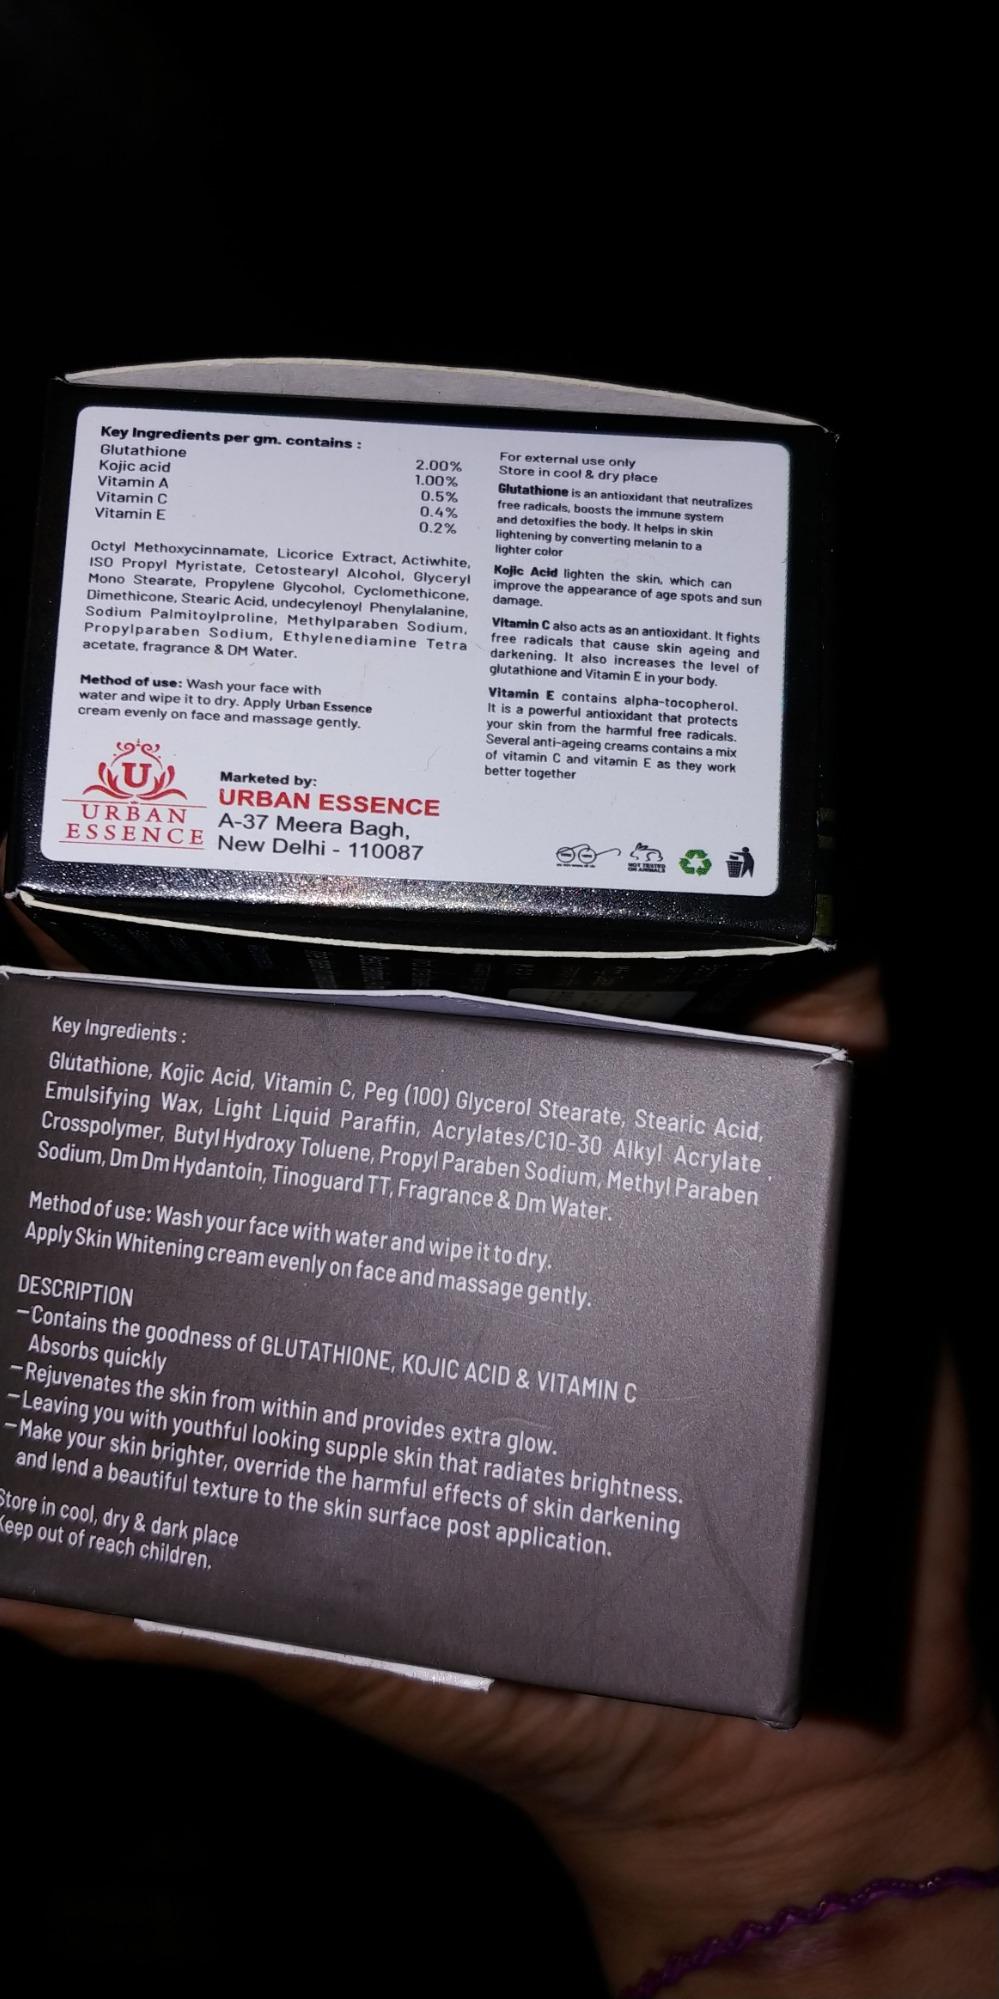 Key Ingredients per gm. contains :
Glutathione 2.00%
Kojic acid 1.00%
Vitamin A 0.5%
Vitamin C 0.4%
Vitamin E 0.2%
Octyl Methoxycinnamate, Licorice Extract, Actiwhite,
ISO Propyl Myristate, Cetostearyl Alcohol, Glyceryl
Mono Stearate, Propylene Glycohol, Cyclomethicone,
Dimethicone, Stearic Acid, undecylenoyl Phenylalanine,
Sodium Palmitoylproline, Methylparaben Sodium,
Propylparaben Sodium, Ethylenediamine Tetra
acetate, fragrance & DM Water.
Method of use: Wash your face with
water and wipe it to dry. Apply Urban Essence
cream evenly on face and massage gently.
U
URBAN
ESSENCE
Marketed by:
URBAN ESSENCE
A-37 Meera Bagh,
New Delhi - 110087
For external use only
Store in cool & dry place
Glutathione is an antioxidant that neutralizes
free radicals, boosts the immune system
and detoxifies the body. It helps in skin
lightening by converting melanin to a
lighter color
Kojic Acid lighten the skin, which can
improve the appearance of age spots and sun
damage.
Vitamin C also acts as an antioxidant. It fights
free radicals that cause skin ageing and
darkening. It also increases the level of
glutathione and Vitamin E in your body.
Vitamin E contains alpha-tocopherol.
It is a powerful antioxidant that protects
your skin from the harmful free radicals.
Several anti-ageing creams contains a mix
of vitamin C and vitamin E as they work
better together
NOT TESTED
ON ANIMALS
Key Ingredients :
Glutathione, Kojic Acid, Vitamin C, Peg (100) Glycerol Stearate, Stearic Acid,
Emulsifying Wax, Light Liquid Paraffin, Acrylates/C10-30 Alkyl Acrylate
Crosspolymer, Butyl Hydroxy Toluene, Propyl Paraben Sodium, Methyl Paraben
Sodium, Dm Dm Hydantoin, Tinoguard TT, Fragrance & Dm Water.
Method of use: Wash your face with water and wipe it to dry.
Apply Skin Whitening cream evenly on face and massage gently.
DESCRIPTION
–Contains the goodness of GLUTATHIONE, KOJIC ACID & VITAMIN C
Absorbs quickly
–Rejuvenates the skin from within and provides extra glow.
–Leaving you with youthful looking supple skin that radiates brightness.
–Make your skin brighter, override the harmful effects of skin darkening
and lend a beautiful texture to the skin surface post application.
Store in cool, dry & dark place
Keep out of reach children.